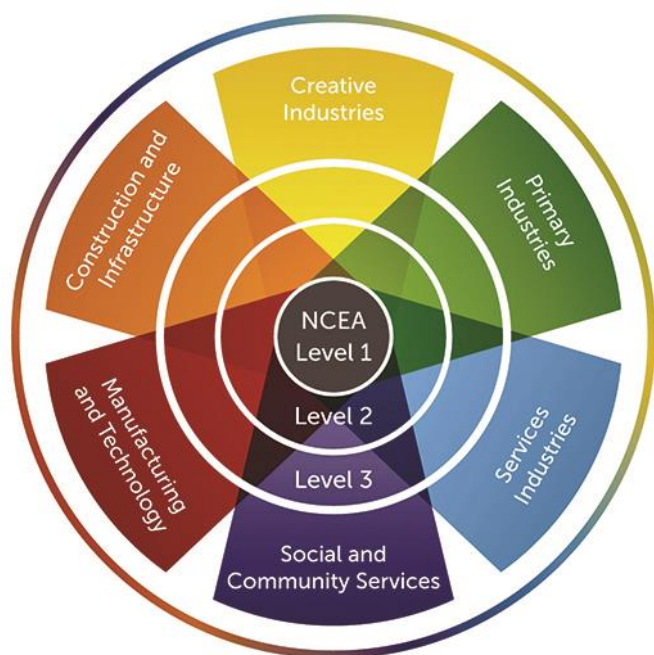 Creative
Industries
Primary
Industries
Services
Industries
Social and
Community Services
Manufacturing
and Technology
Construction and
Infrastructure
NCEA
Level 1
Level 2
Level 3